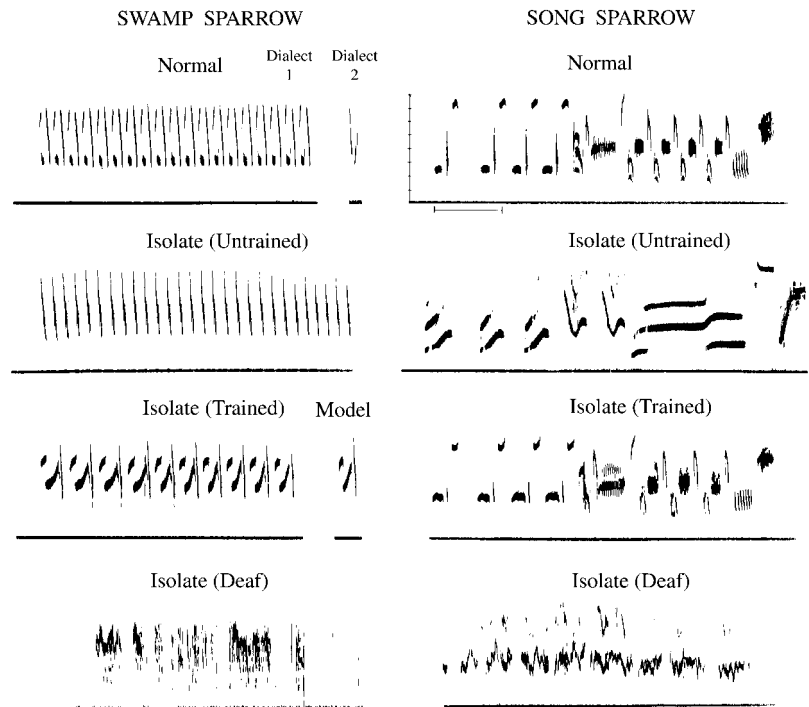 SWAMP SPARROW
SONG SPARROW
Normal
Dialect
1
Dialect
2
Normal
Isolate (Untrained)
Isolate (Untrained)
Isolate (Trained)
Model
Isolate (Trained)
Isolate (Deaf)
Isolate (Deaf)